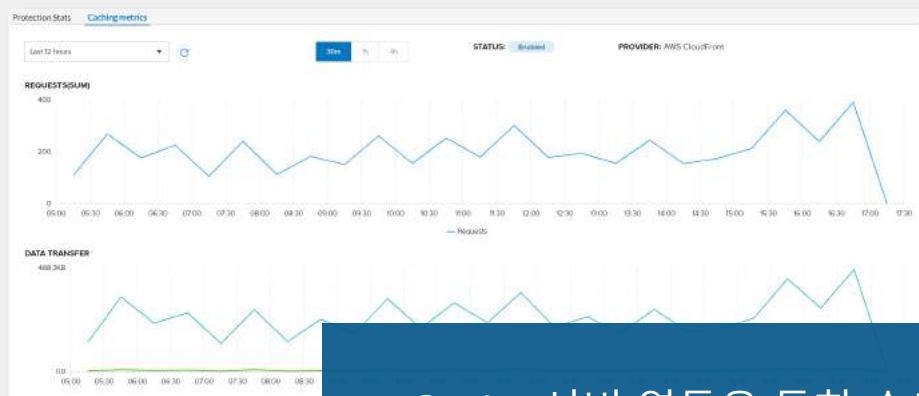 Protection Stats Caching metrics
Last 12 hours 30m 1h 4h STATUS: Enabled PROVIDER: AWS CloudFront
REQUESTS(SUM)
400
200
0
05:00 05:30 06:00 06:30 07:00 07:30 08:00 08:30 09:00 09:30 10:00 10:30 11:00 11:30 12:00 12:30 13:00 13:30 14:00 14:30 15:00 15:30 16:00 16:30 17:00 17:30
Requests
DATA TRANSFER
488.3KB
0.0
05:00 05:30 06:00 06:30 07:00 07:30 08:00 08:30